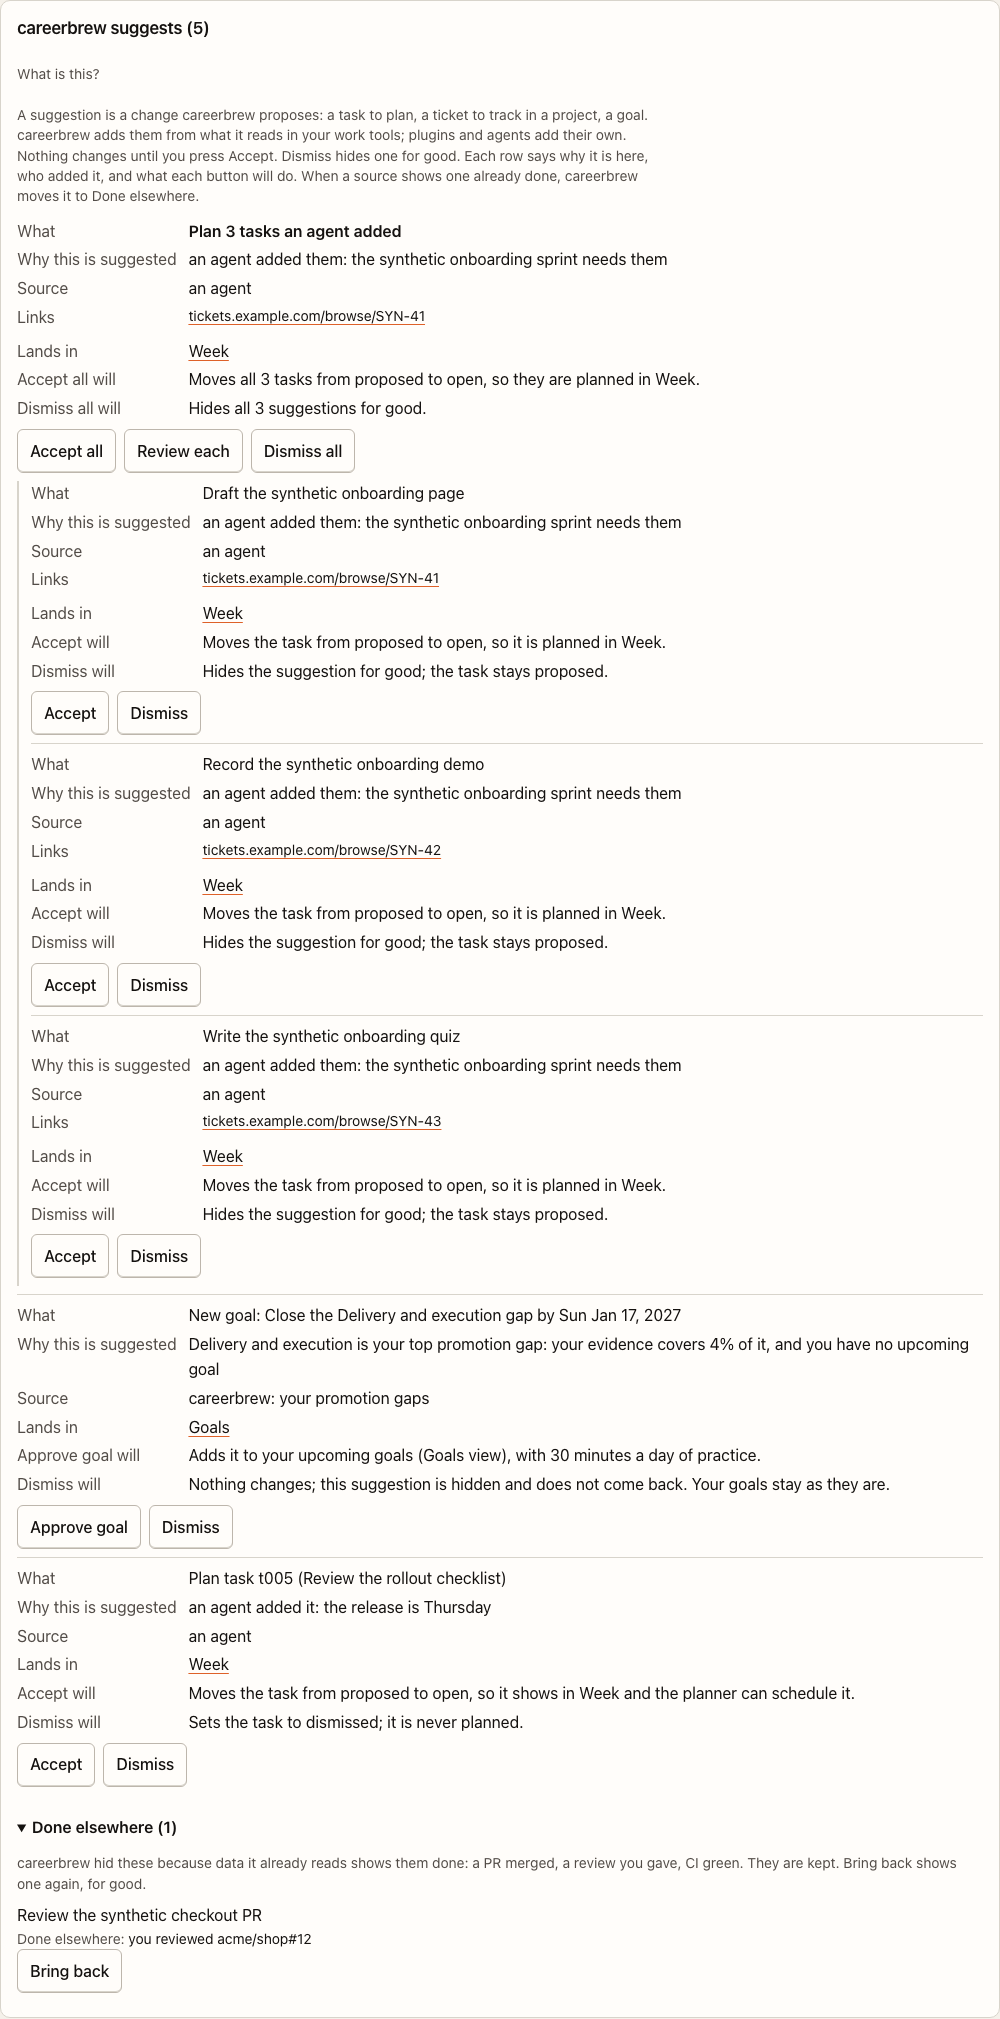 careerbrew suggests (5)
What is this?
A suggestion is a change careerbrew proposes: a task to plan, a ticket to track in a project, a goal.
careerbrew adds them from what it reads in your work tools; plugins and agents add their own.
Nothing changes until you press Accept. Dismiss hides one for good. Each row says why it is here,
who added it, and what each button will do. When a source shows one already done, careerbrew
moves it to Done elsewhere.
What Plan 3 tasks an agent added
Why this is suggested an agent added them: the synthetic onboarding sprint needs them
Source an agent
Links tickets.example.com/browse/SYN-41
Lands in Week
Accept all will Moves all 3 tasks from proposed to open, so they are planned in Week.
Dismiss all will Hides all 3 suggestions for good.
Accept all Review each Dismiss all
What Draft the synthetic onboarding page
Why this is suggested an agent added them: the synthetic onboarding sprint needs them
Source an agent
Links tickets.example.com/browse/SYN-41
Lands in Week
Accept will Moves the task from proposed to open, so it is planned in Week.
Dismiss will Hides the suggestion for good; the task stays proposed.
Accept Dismiss
What Record the synthetic onboarding demo
Why this is suggested an agent added them: the synthetic onboarding sprint needs them
Source an agent
Links tickets.example.com/browse/SYN-42
Lands in Week
Accept will Moves the task from proposed to open, so it is planned in Week.
Dismiss will Hides the suggestion for good; the task stays proposed.
Accept Dismiss
What Write the synthetic onboarding quiz
Why this is suggested an agent added them: the synthetic onboarding sprint needs them
Source an agent
Links tickets.example.com/browse/SYN-43
Lands in Week
Accept will Moves the task from proposed to open, so it is planned in Week.
Dismiss will Hides the suggestion for good; the task stays proposed.
Accept Dismiss
What New goal: Close the Delivery and execution gap by Sun Jan 17, 2027
Why this is suggested Delivery and execution is your top promotion gap: your evidence covers 4% of it, and you have no upcoming
goal
Source careerbrew: your promotion gaps
Lands in Goals
Approve goal will Adds it to your upcoming goals (Goals view), with 30 minutes a day of practice.
Dismiss will Nothing changes; this suggestion is hidden and does not come back. Your goals stay as they are.
Approve goal Dismiss
What Plan task t005 (Review the rollout checklist)
Why this is suggested an agent added it: the release is Thursday
Source an agent
Lands in Week
Accept will Moves the task from proposed to open, so it shows in Week and the planner can schedule it.
Dismiss will Sets the task to dismissed; it is never planned.
Accept Dismiss
▼ Done elsewhere (1)
careerbrew hid these because data it already reads shows them done: a PR merged, a review you gave, CI green. They are kept. Bring back shows
one again, for good.
Review the synthetic checkout PR
Done elsewhere: you reviewed acme/shop#12
Bring back